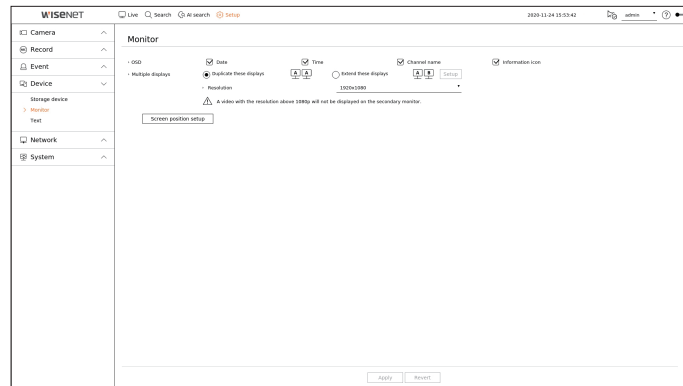 WISENET
Live Search AI search Setup 2020-11-24 15:53:42 admin ?
Camera
Record
Event
Device
Storage device
Monitor
Text
Network
System
Monitor
OSD Date Time Channel name Information icon
Multiple displays Duplicate these displays A A Extend these displays A B Setup
Resolution 1920x1080
A video with the resolution above 1080p will not be displayed on the secondary monitor.
Screen position setup
Apply Revert